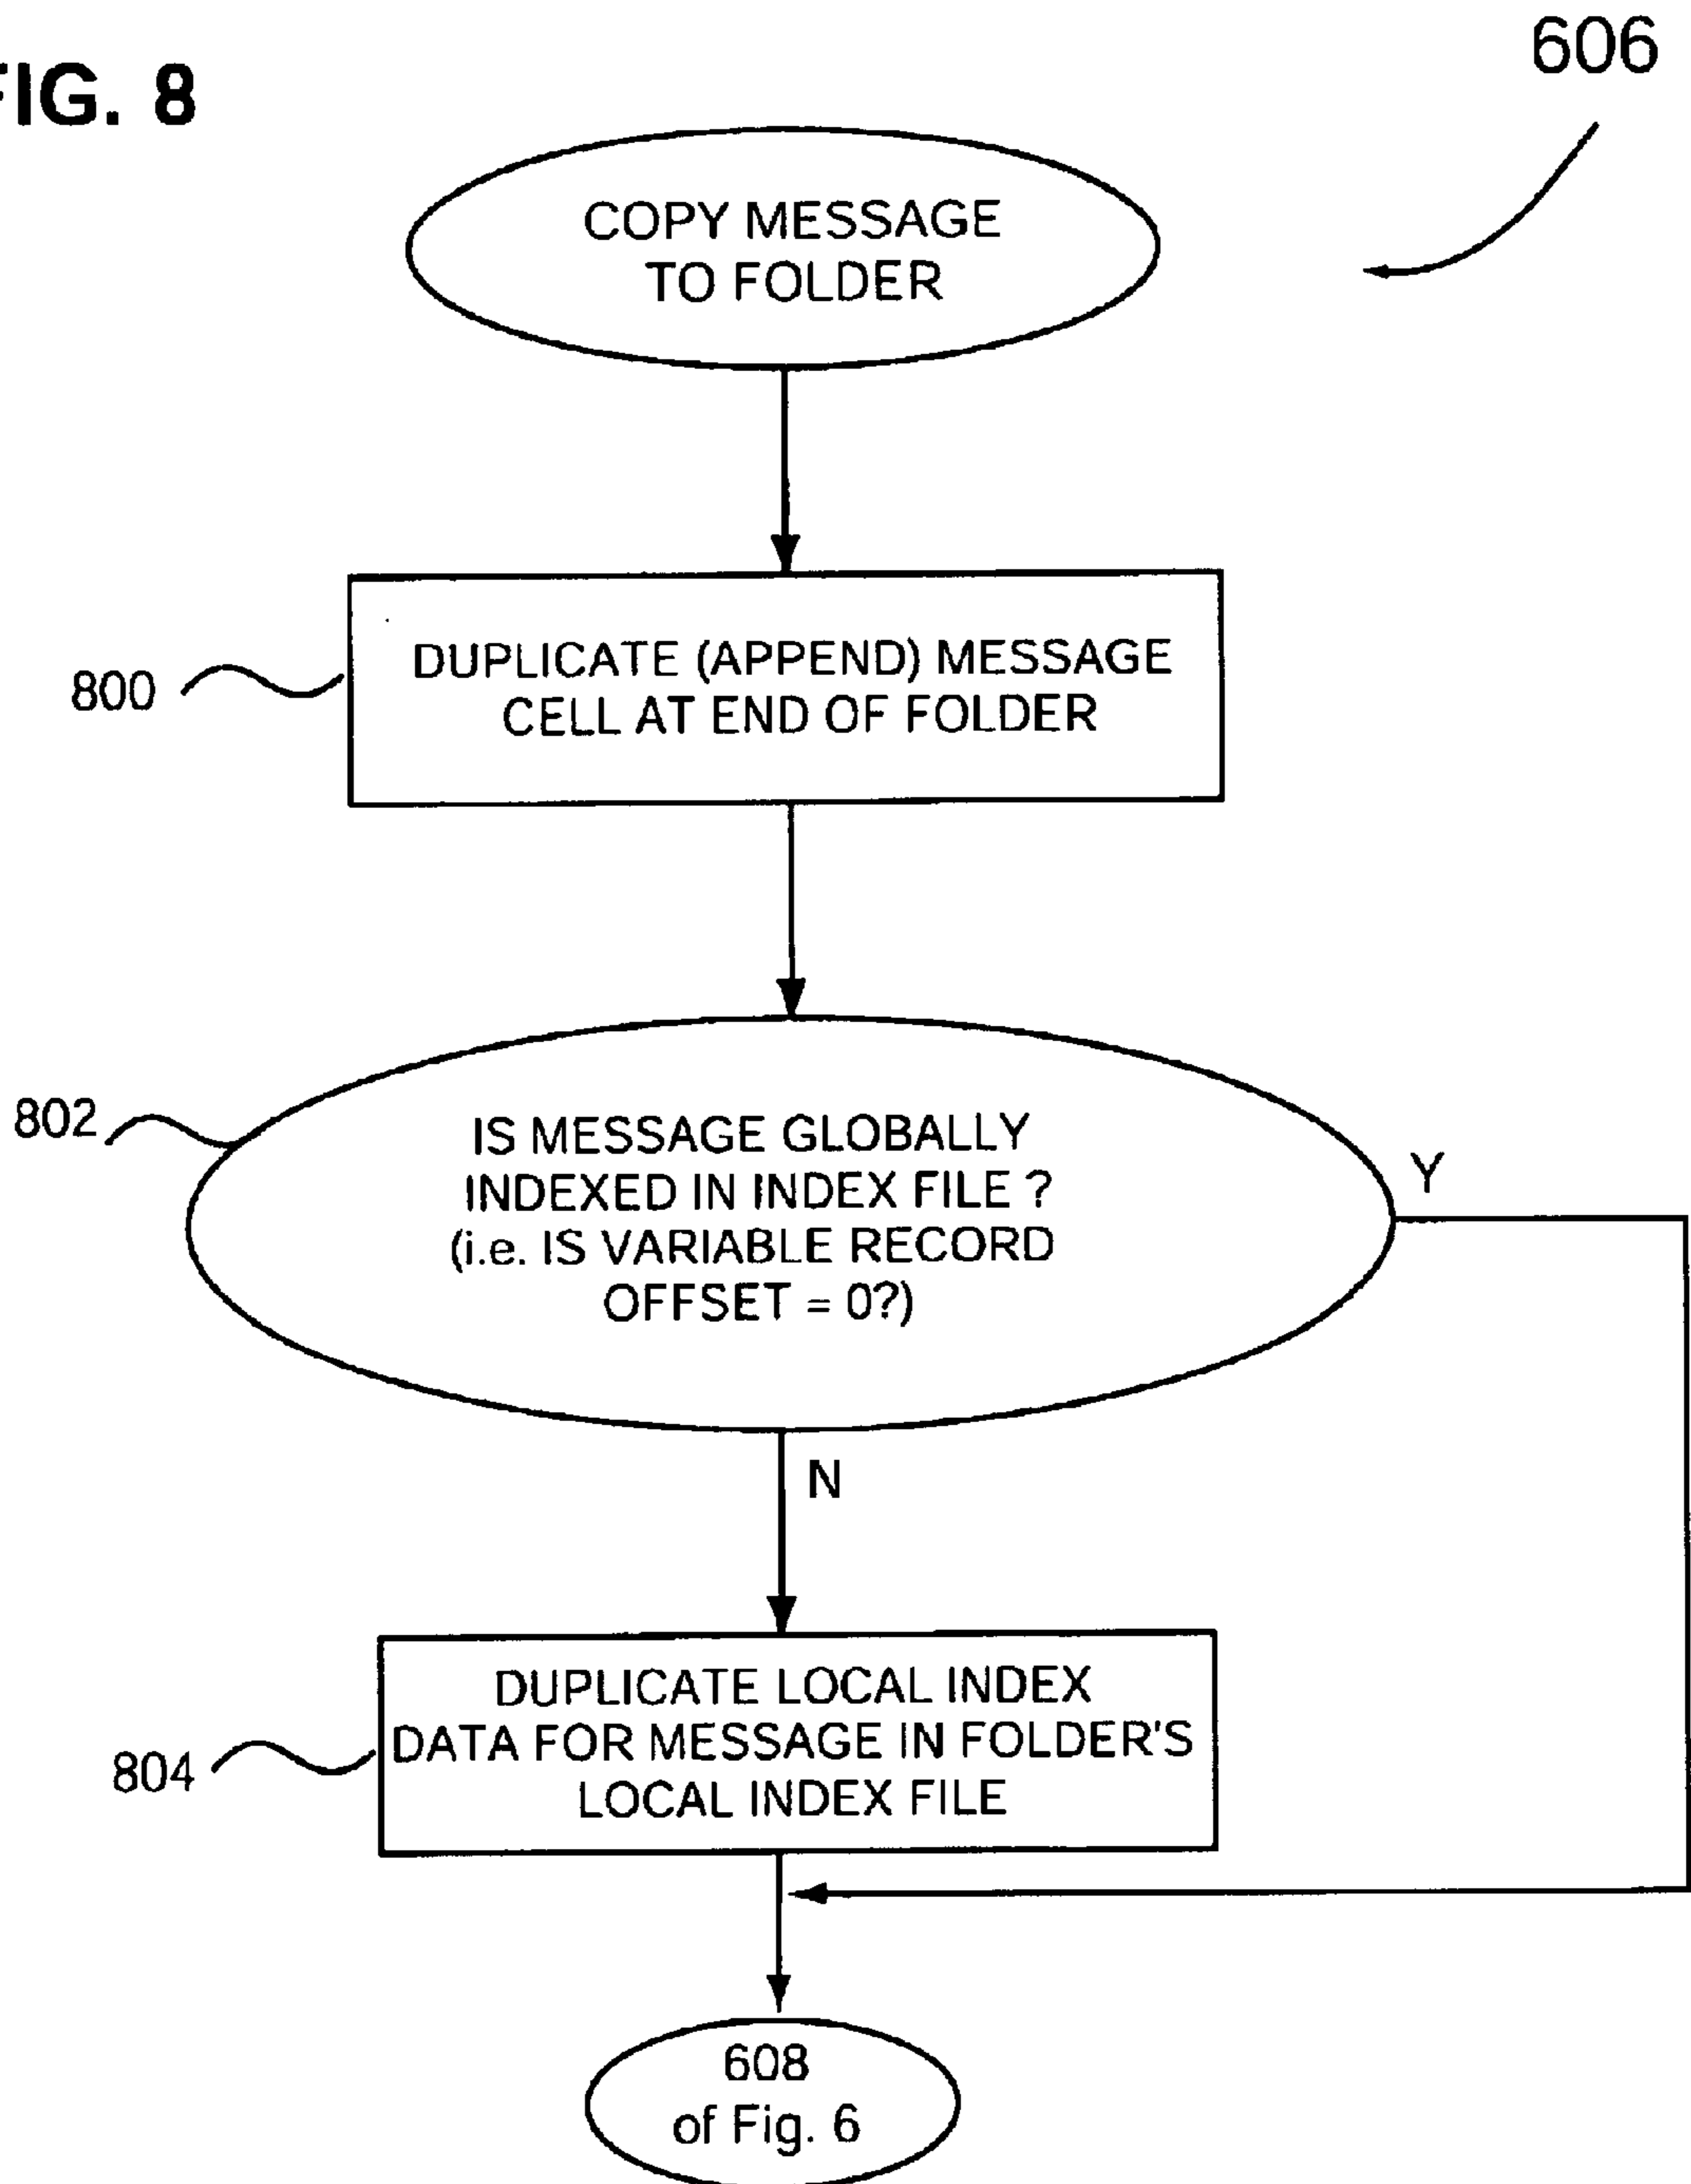 FIG. 8
606
COPY MESSAGE
TO FOLDER
800
DUPLICATE (APPEND) MESSAGE
CELL AT END OF FOLDER
802
IS MESSAGE GLOBALLY
INDEXED IN INDEX FILE ?
(i.e. IS VARIABLE RECORD
OFFSET = 0?)
Y
N
804
DUPLICATE LOCAL INDEX
DATA FOR MESSAGE IN FOLDER'S
LOCAL INDEX FILE
608
of Fig. 6